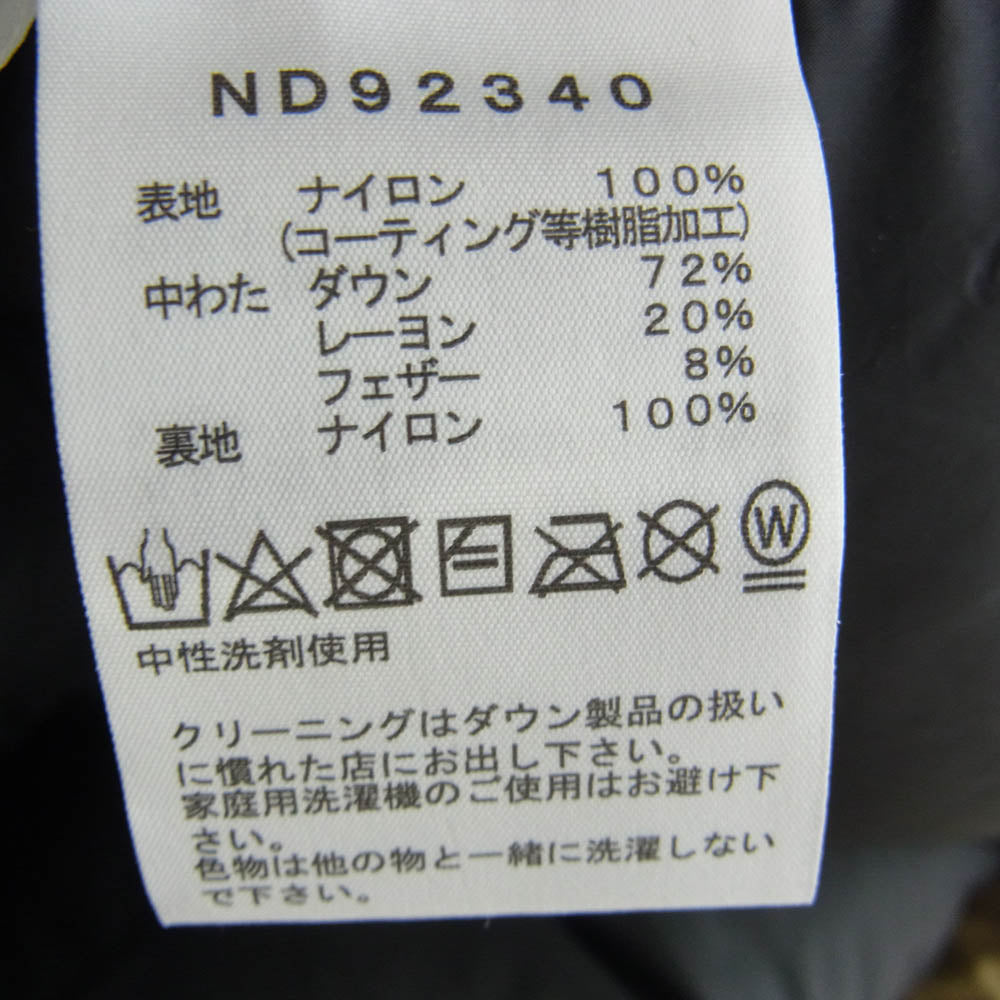 ND92340
表地 ナイロン 100%
(コーティング等樹脂加工)
中わた ダウン 72%
レーヨン 20%
フェザー 8%
裏地 ナイロン 100%
W
中性洗剤使用
クリーニングはダウン製品の扱い
に慣れた店にお出し下さい。
家庭用洗濯機のご使用はお避け下
さい。
色物は他の物と一緒に洗濯しない
で下さい。